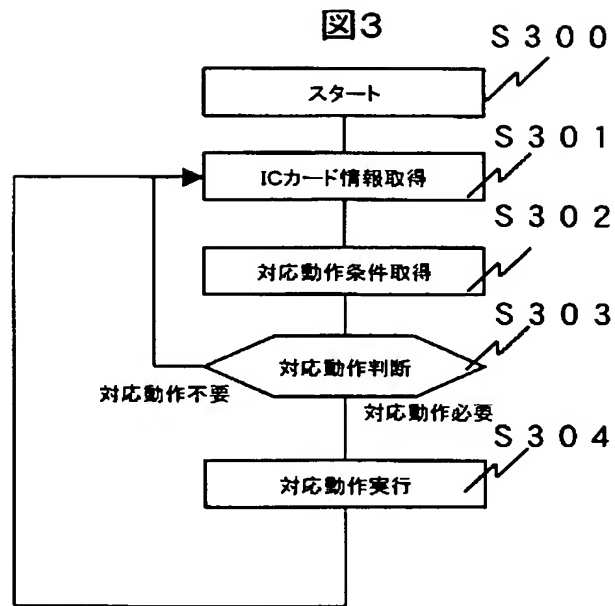 図3
S300
スタート
S301
ICカード情報取得
S302
対応動作条件取得
S303
対応動作判断
対応動作不要
対応動作必要
S304
対応動作実行